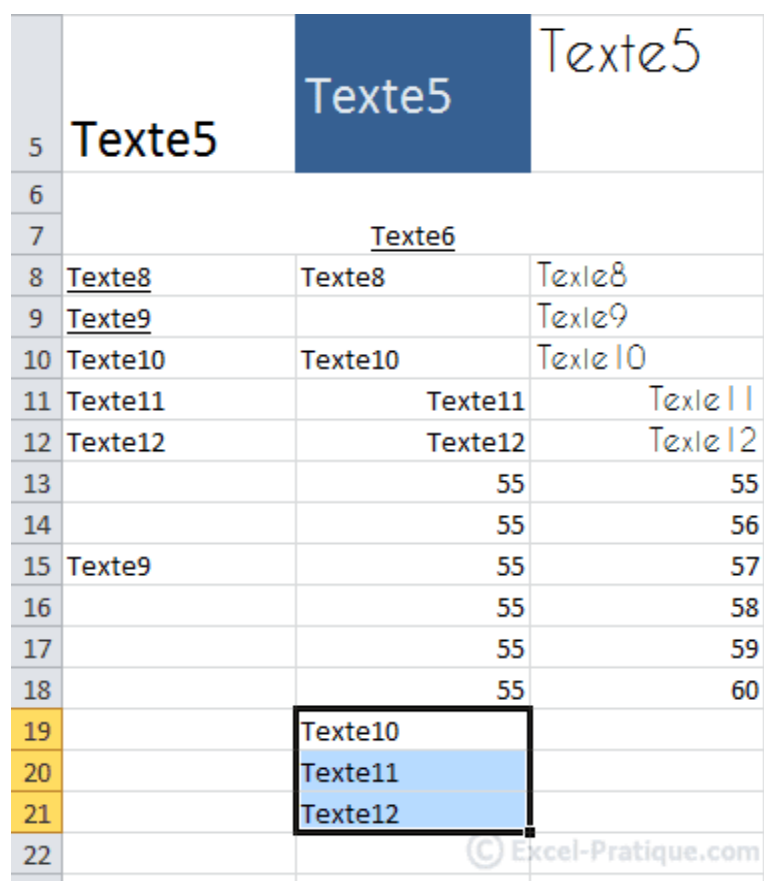 5 Texte5 Texte5 Texte5
6
7 Texte6
8 Texte8 Texte8 Texte8
9 Texte9 Texte9
10 Texte10 Texte10 Texte10
11 Texte11 Texte11 Texte11
12 Texte12 Texte12 Texte12
13 55 55
14 55 56
15 Texte9 55 57
16 55 58
17 55 59
18 55 60
19 Texte10
20 Texte11
21 Texte12
22 © Excel-Pratique.com